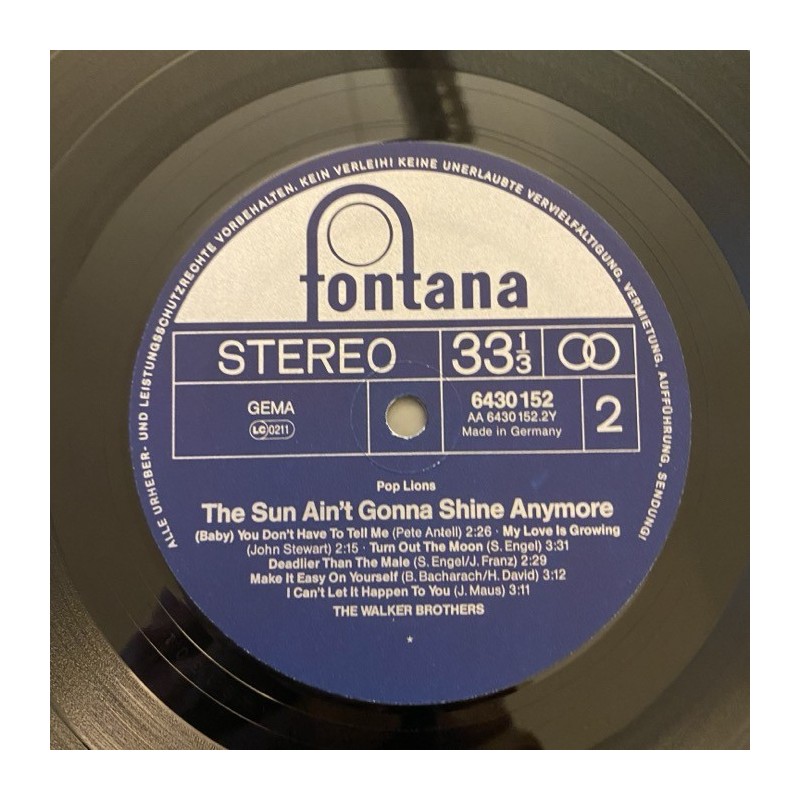 ALLE URHEBER- UND LEISTUNGSSCHUTZRECHTE VORBEHALTEN. KEIN VERLEIH! KEINE UNERLAUBTE VERVIELFÄLTIGUNG, VERMIETUNG, AUFFÜHRUNG, SENDUNG!
fontana
STEREO 33⅓
GEMA 6430 152 2
LC 0211 AA 6430 152.2Y
Made in Germany
Pop Lions
The Sun Ain't Gonna Shine Anymore
(Baby) You Don't Have To Tell Me (Pete Antell) 2:26 · My Love Is Growing
(John Stewart) 2:15 · Turn Out The Moon (S. Engel) 3:31
Deadlier Than The Male (S. Engel/J. Franz) 2:29
Make It Easy On Yourself (B. Bacharach/H. David) 3:12
I Can't Let It Happen To You (J. Maus) 3:11
THE WALKER BROTHERS